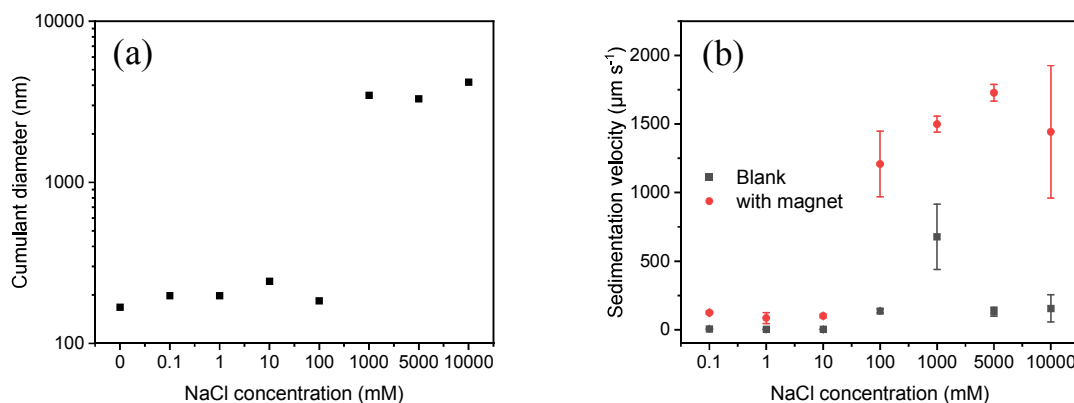 (a)
Cumulant diameter (nm)
10000
1000
100
0 0.1 1 10 100 1000 5000 10000
NaCl concentration (mM)
(b)
Sedimentation velocity (μm s⁻¹)
2000
1500
1000
500
0
Blank
with magnet
0.1 1 10 100 1000 5000 10000
NaCl concentration (mM)